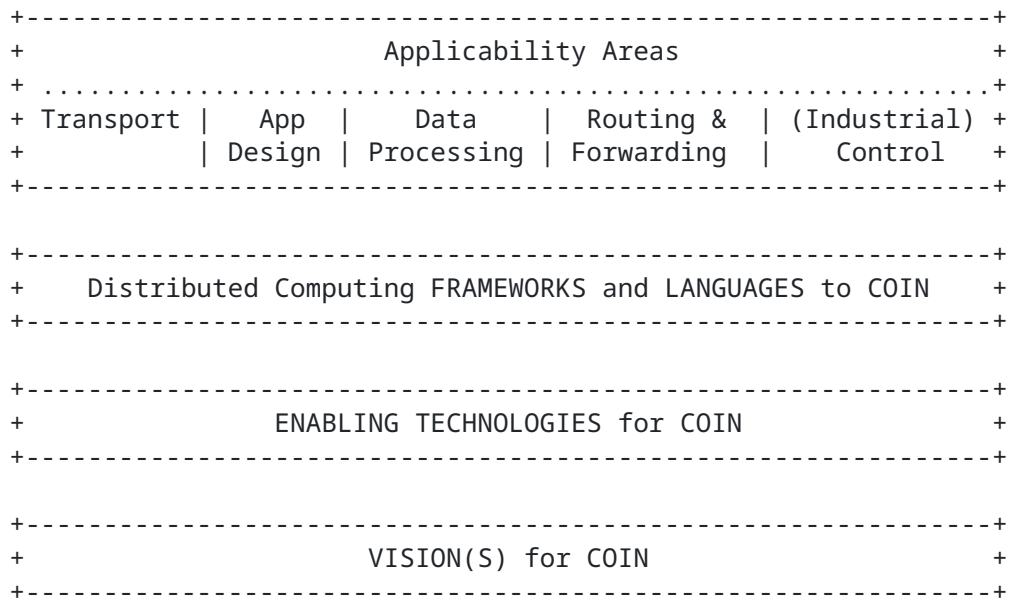 +--------------------------------------------------------------+
+                       Applicability Areas                    +
+ .............................................................+
+ Transport |   App  |    Data     |  Routing &  | (Industrial) +
+           | Design | Processing | Forwarding  |    Control   +
+--------------------------------------------------------------+
+--------------------------------------------------------------+
+    Distributed Computing FRAMEWORKS and LANGUAGES to COIN    +
+--------------------------------------------------------------+
+--------------------------------------------------------------+
+                ENABLING TECHNOLOGIES for COIN                +
+--------------------------------------------------------------+
+--------------------------------------------------------------+
+                      VISION(S) for COIN                      +
+--------------------------------------------------------------+